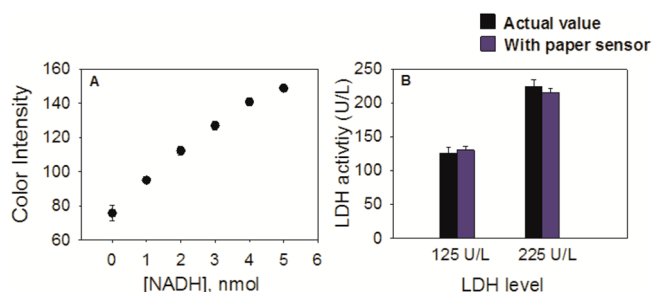 Actual value
With paper sensor
A
160
140
120
100
80
60
Color Intensity
0 1 2 3 4 5 6
[NADH], nmol
B
250
200
150
100
50
0
LDH activtiy (U/L)
125 U/L 225 U/L
LDH level